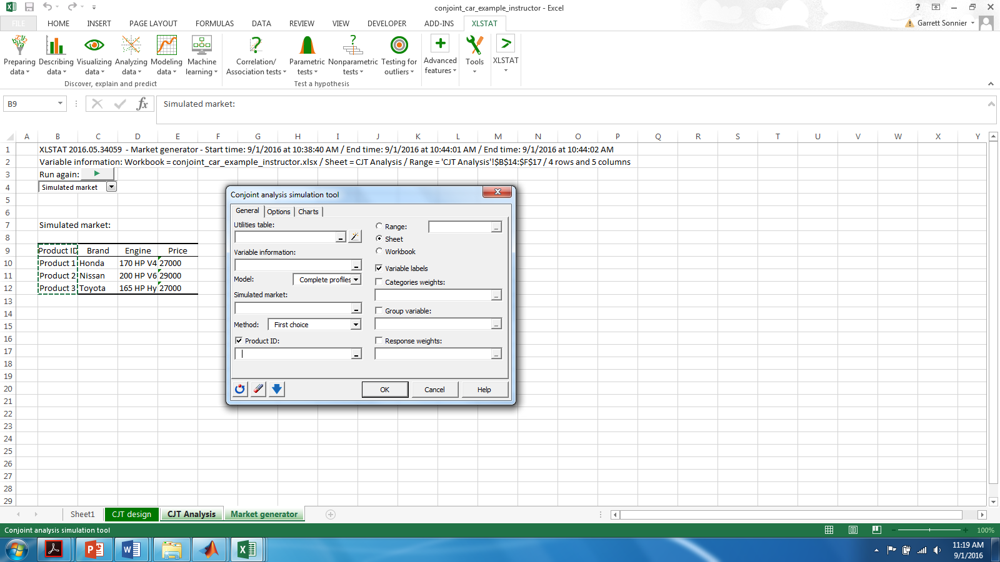 conjoint_car_example_instructor - Excel
?
FILE HOME INSERT PAGE LAYOUT FORMULAS DATA REVIEW VIEW DEVELOPER ADD-INS XLSTAT Garrett Sonnier
Preparing data Describing data Visualizing data Analyzing data Modeling data Machine learning
Discover, explain and predict
Correlation/ Association tests Parametric tests Nonparametric tests Testing for outliers
Test a hypothesis
Advanced features Tools XLSTAT
B9 fx Simulated market:
A B C D E F G H I J K L M N O P Q R S T U V W X Y
1 XLSTAT 2016.05.34059 - Market generator - Start time: 9/1/2016 at 10:38:40 AM / End time: 9/1/2016 at 10:44:01 AM / End time: 9/1/2016 at 10:44:02 AM
2 Variable information: Workbook = conjoint_car_example_instructor.xlsx / Sheet = CJT Analysis / Range = 'CJT Analysis'!$B$14:$F$17 / 4 rows and 5 columns
3 Run again:
4 Simulated market
5
6
7 Simulated market:
8
9 Product ID Brand Engine Price
10 Product 1 Honda 170 HP V4 27000
11 Product 2 Nissan 200 HP V6 29000
12 Product 3 Toyota 165 HP Hy 27000
13
14
15
16
17
18
19
20
21
22
23
24
25
26
27
28
29
Conjoint analysis simulation tool
General Options Charts
Utilities table:
Variable information:
Model: Complete profiles
Simulated market:
Method: First choice
Product ID:
Range:
Sheet
Workbook
Variable labels
Categories weights:
Group variable:
Response weights:
OK Cancel Help
Sheet1 CJT design CJT Analysis Market generator
Conjoint analysis simulation tool 100%
11:19 AM
9/1/2016